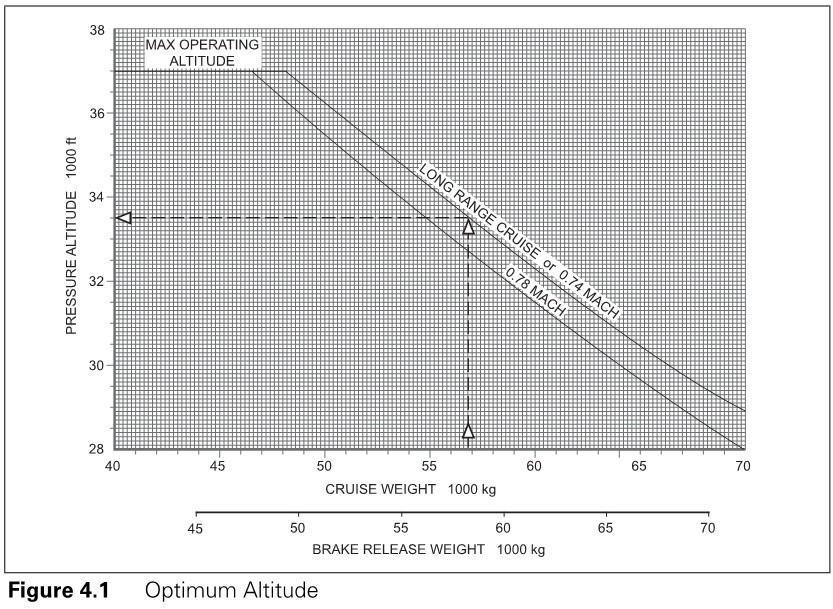 38
MAX OPERATING
ALTITUDE
36
34
32
30
28
PRESSURE ALTITUDE 1000 ft
LONG RANGE CRUISE or 0.74 MACH
0.78 MACH
40 45 50 55 60 65 70
CRUISE WEIGHT 1000 kg
45 50 55 60 65 70
BRAKE RELEASE WEIGHT 1000 kg
Figure 4.1 Optimum Altitude